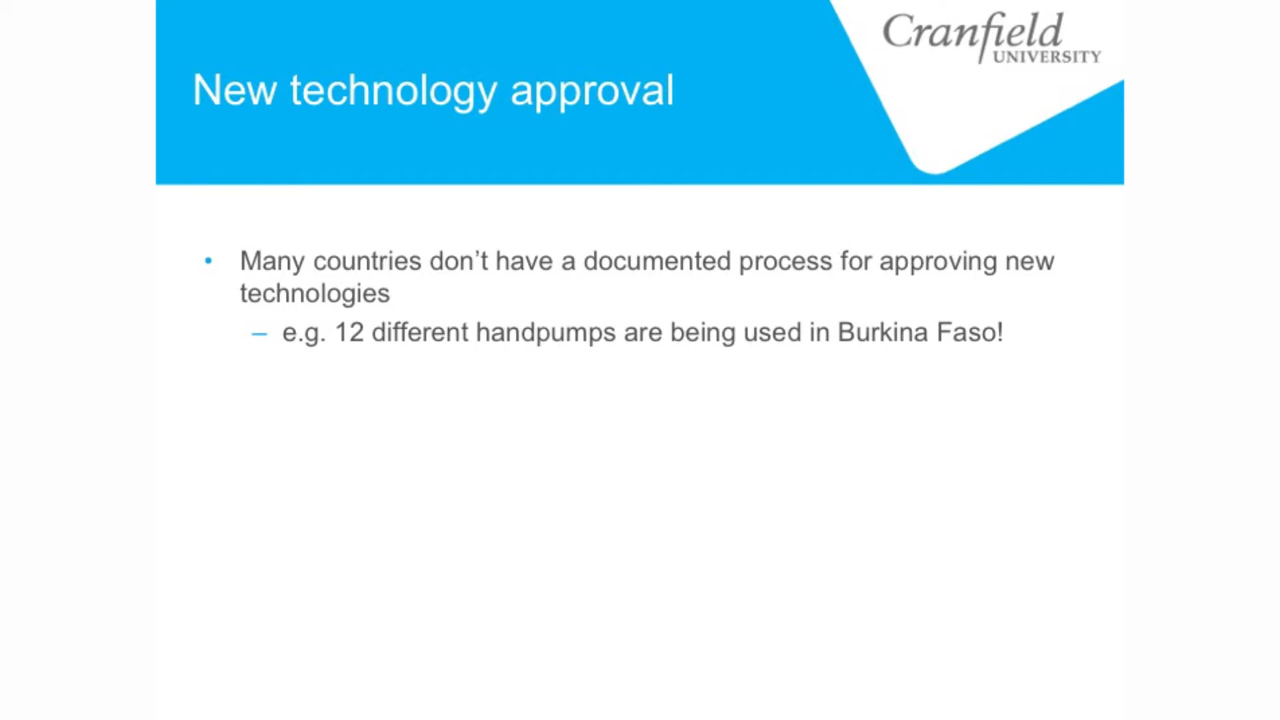 Cranfield
UNIVERSITY
New technology approval
• Many countries don't have a documented process for approving new
technologies
– e.g. 12 different handpumps are being used in Burkina Faso!